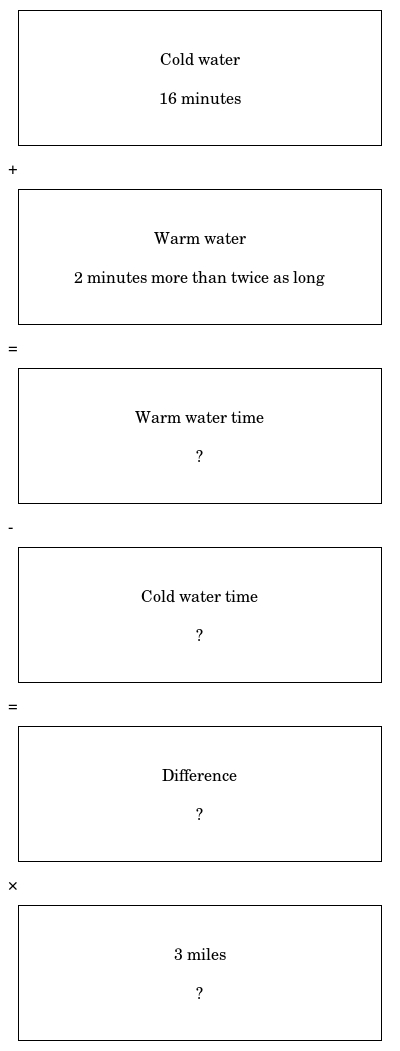 Cold water
16 minutes
+
Warm water
2 minutes more than twice as long
=
Warm water time
?
-
Cold water time
?
=
Difference
?
×
3 miles
?